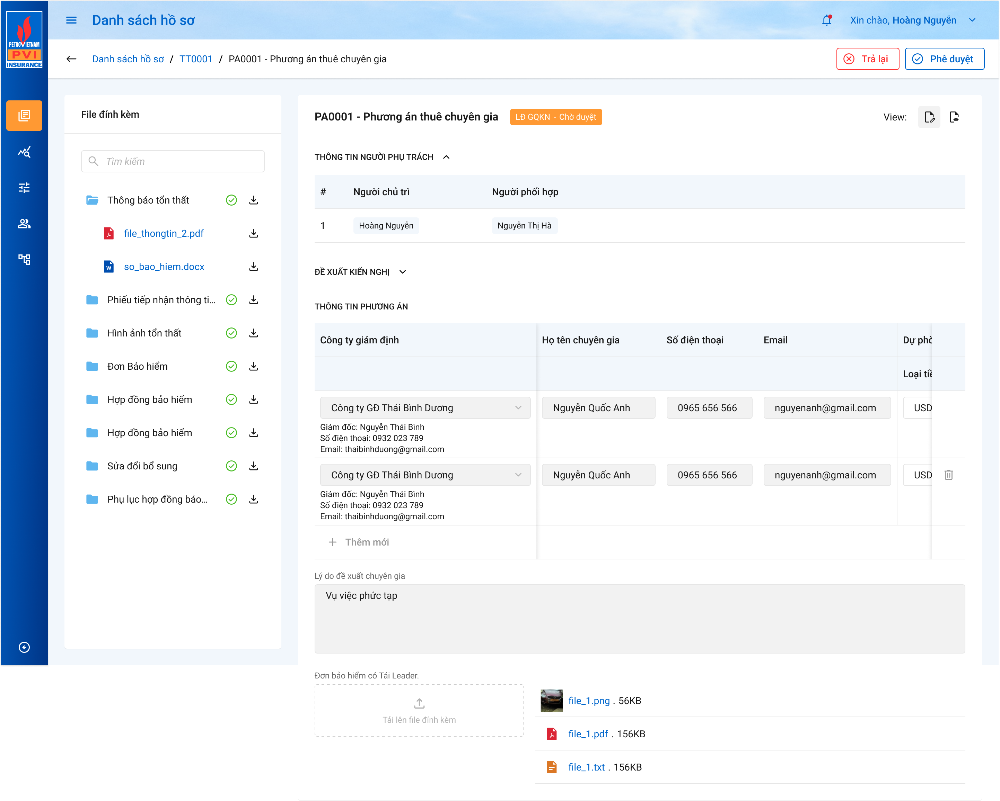 PETROVIETNAM
PVI
INSURANCE
Danh sách hồ sơ
Xin chào, Hoàng Nguyễn
Danh sách hồ sơ / TT0001 / PA0001 - Phương án thuê chuyên gia
Trả lại
Phê duyệt
File đính kèm
Tìm kiếm
Thông báo tổn thất
file_thongtin_2.pdf
so_bao_hiem.docx
Phiếu tiếp nhận thông ti...
Hình ảnh tổn thất
Đơn Bảo hiểm
Hợp đồng bảo hiểm
Hợp đồng bảo hiểm
Sửa đổi bổ sung
Phụ lục hợp đồng bảo...
PA0001 - Phương án thuê chuyên gia
LĐ GQKN - Chờ duyệt
View:
THÔNG TIN NGƯỜI PHỤ TRÁCH
# Người chủ trì Người phối hợp
1 Hoàng Nguyễn Nguyễn Thị Hà
ĐỀ XUẤT KIẾN NGHỊ
THÔNG TIN PHƯƠNG ÁN
Công ty giám định Họ tên chuyên gia Số điện thoại Email Dự phò
Loại tiề
Công ty GĐ Thái Bình Dương Nguyễn Quốc Anh 0965 656 566 nguyenanh@gmail.com USD
Giám đốc: Nguyễn Thái Bình
Số điện thoại: 0932 023 789
Email: thaibinhduong@gmail.com
Công ty GĐ Thái Bình Dương Nguyễn Quốc Anh 0965 656 566 nguyenanh@gmail.com USD
Giám đốc: Nguyễn Thái Bình
Số điện thoại: 0932 023 789
Email: thaibinhduong@gmail.com
Thêm mới
Lý do đề xuất chuyên gia
Vụ việc phức tạp
Đơn bảo hiểm có Tái Leader.
Tải lên file đính kèm
file_1.png . 56KB
file_1.pdf . 156KB
file_1.txt . 156KB